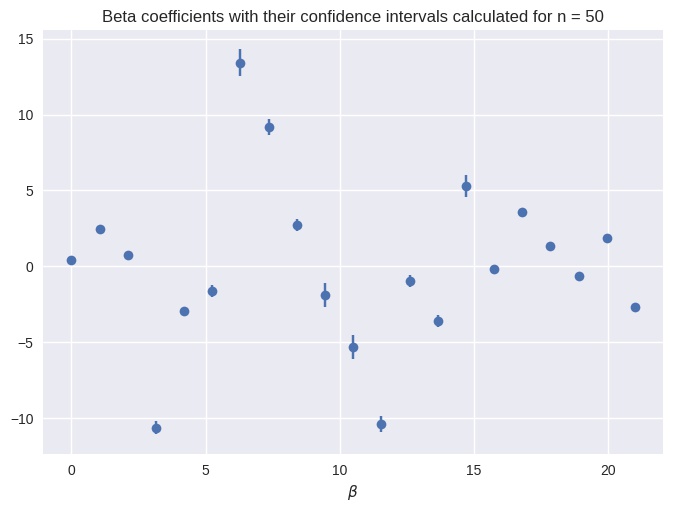 Beta coefficients with their confidence intervals calculated for n = 50
15
10
5
0
−5
−10
0 5 10 15 20
β